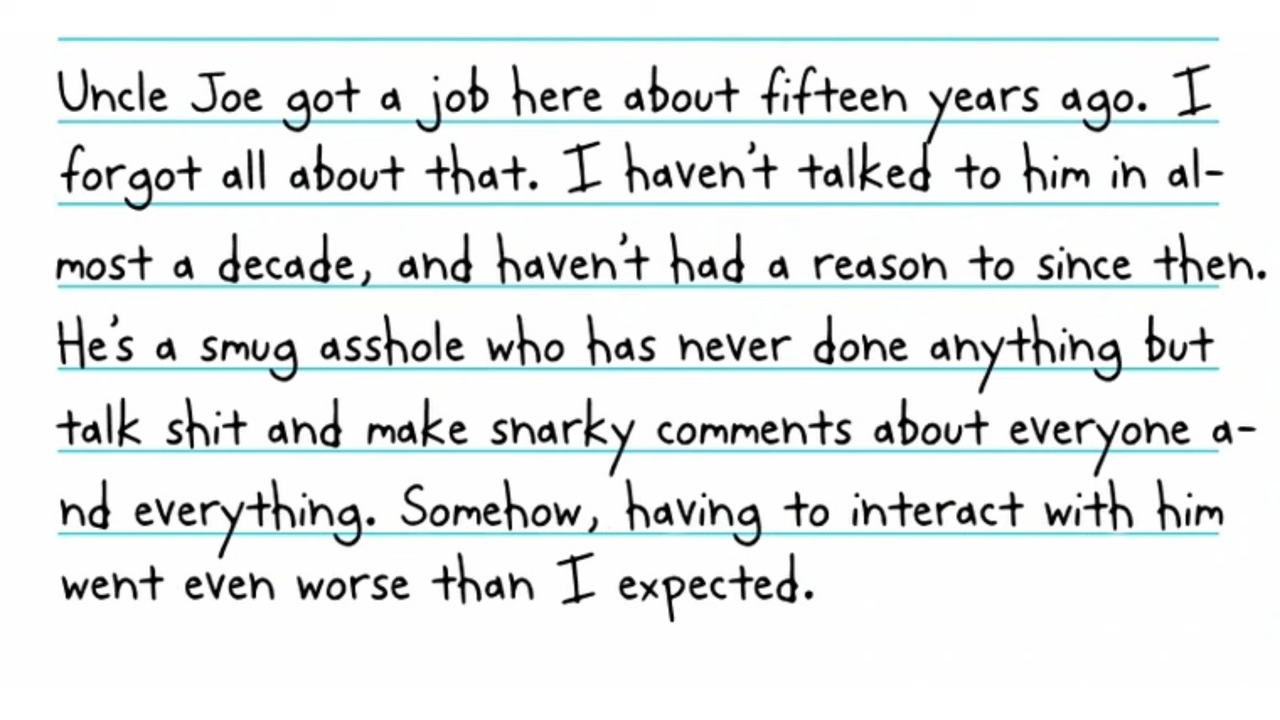 Uncle Joe got a job here about fifteen years ago. I
forgot all about that. I haven't talked to him in al-
most a decade, and haven't had a reason to since then.
He's a smug asshole who has never done anything but
talk shit and make snarky comments about everyone a-
nd everything. Somehow, having to interact with him
went even worse than I expected.